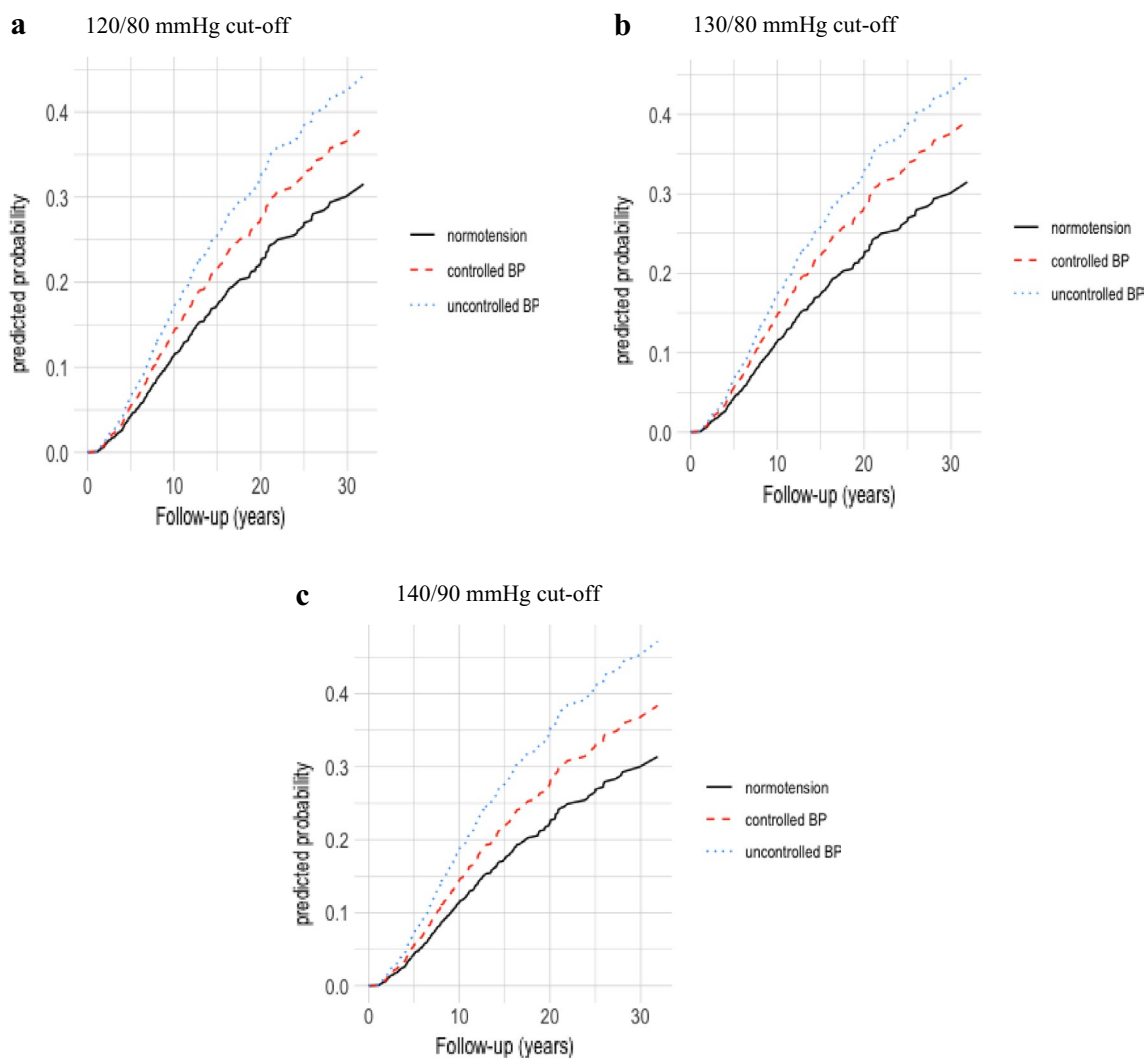 a 120/80 mmHg cut-off
predicted probability
0.4
0.3
0.2
0.1
0.0
0 10 20 30
Follow-up (years)
normotension
controlled BP
uncontrolled BP
b 130/80 mmHg cut-off
predicted probability
0.4
0.3
0.2
0.1
0.0
0 10 20 30
Follow-up (years)
normotension
controlled BP
uncontrolled BP
c 140/90 mmHg cut-off
predicted probability
0.4
0.3
0.2
0.1
0.0
0 10 20 30
Follow-up (years)
normotension
controlled BP
uncontrolled BP